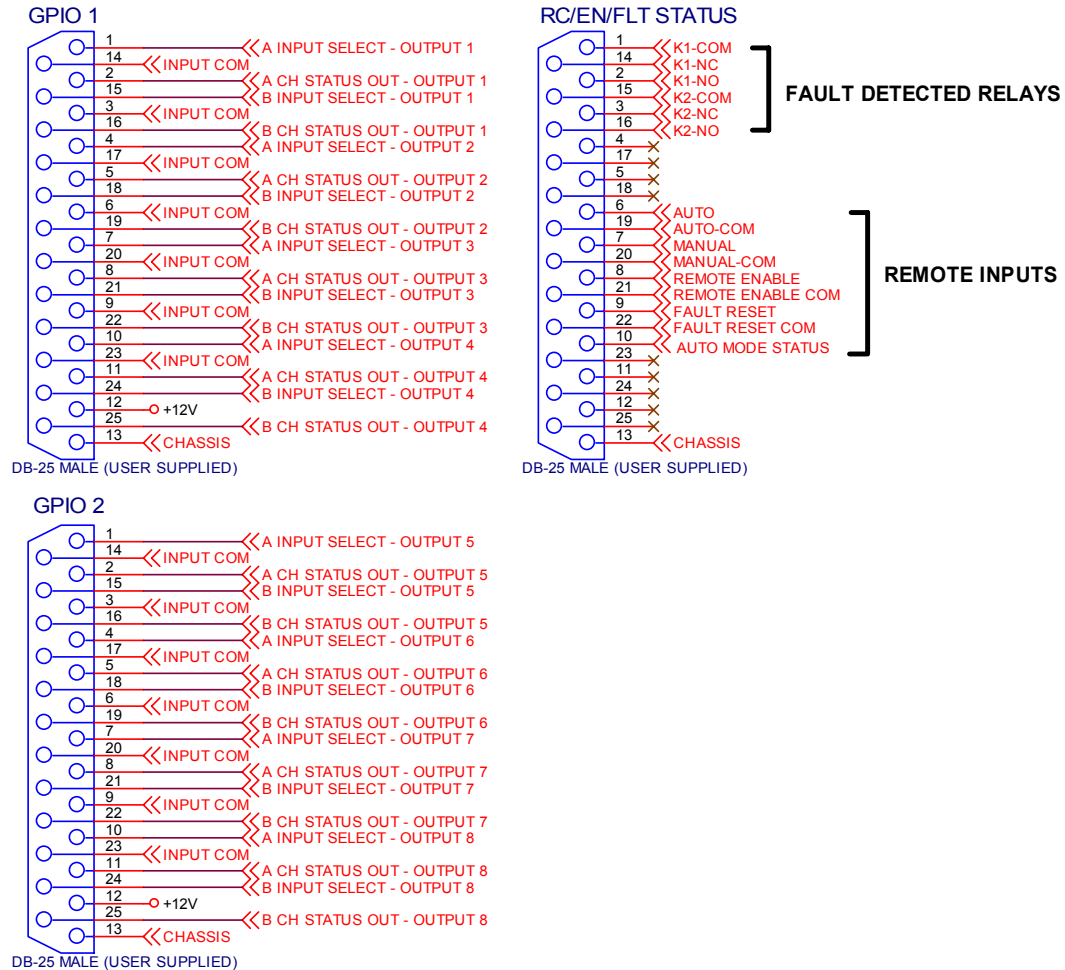 GPIO 1
1 A INPUT SELECT - OUTPUT 1
14 INPUT COM
2 A CH STATUS OUT - OUTPUT 1
15 B INPUT SELECT - OUTPUT 1
3 INPUT COM
16 B CH STATUS OUT - OUTPUT 1
4 A INPUT SELECT - OUTPUT 2
17 INPUT COM
5 A CH STATUS OUT - OUTPUT 2
18 B INPUT SELECT - OUTPUT 2
6 INPUT COM
19 B CH STATUS OUT - OUTPUT 2
7 A INPUT SELECT - OUTPUT 3
20 INPUT COM
8 A CH STATUS OUT - OUTPUT 3
21 B INPUT SELECT - OUTPUT 3
9 INPUT COM
22 B CH STATUS OUT - OUTPUT 3
10 A INPUT SELECT - OUTPUT 4
23 INPUT COM
11 A CH STATUS OUT - OUTPUT 4
24 B INPUT SELECT - OUTPUT 4
12 +12V
25 B CH STATUS OUT - OUTPUT 4
13 CHASSIS
DB-25 MALE (USER SUPPLIED)
RC/EN/FLT STATUS
1 K1-COM
14 K1-NC
2 K1-NO
15 K2-COM
3 K2-NC
16 K2-NO
FAULT DETECTED RELAYS
4
17
5
18
6 AUTO
19 AUTO-COM
7 MANUAL
20 MANUAL-COM
8 REMOTE ENABLE
21 REMOTE ENABLE COM
9 FAULT RESET
22 FAULT RESET COM
10 AUTO MODE STATUS
REMOTE INPUTS
23
11
24
12
25
13 CHASSIS
DB-25 MALE (USER SUPPLIED)
GPIO 2
1 A INPUT SELECT - OUTPUT 5
14 INPUT COM
2 A CH STATUS OUT - OUTPUT 5
15 B INPUT SELECT - OUTPUT 5
3 INPUT COM
16 B CH STATUS OUT - OUTPUT 5
4 A INPUT SELECT - OUTPUT 6
17 INPUT COM
5 A CH STATUS OUT - OUTPUT 6
18 B INPUT SELECT - OUTPUT 6
6 INPUT COM
19 B CH STATUS OUT - OUTPUT 6
7 A INPUT SELECT - OUTPUT 7
20 INPUT COM
8 A CH STATUS OUT - OUTPUT 7
21 B INPUT SELECT - OUTPUT 7
9 INPUT COM
22 B CH STATUS OUT - OUTPUT 7
10 A INPUT SELECT - OUTPUT 8
23 INPUT COM
11 A CH STATUS OUT - OUTPUT 8
24 B INPUT SELECT - OUTPUT 8
12 +12V
25 B CH STATUS OUT - OUTPUT 8
13 CHASSIS
DB-25 MALE (USER SUPPLIED)